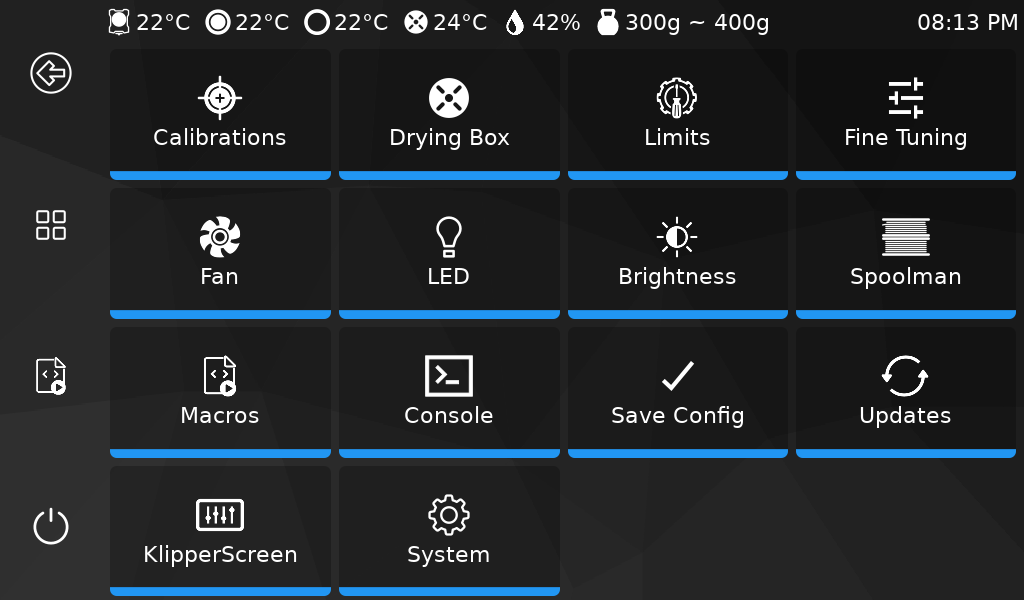 22°C 22°C 22°C 24°C 42% 300g ~ 400g 08:13 PM
Calibrations Drying Box Limits Fine Tuning
Fan LED Brightness Spoolman
Macros Console Save Config Updates
KlipperScreen System